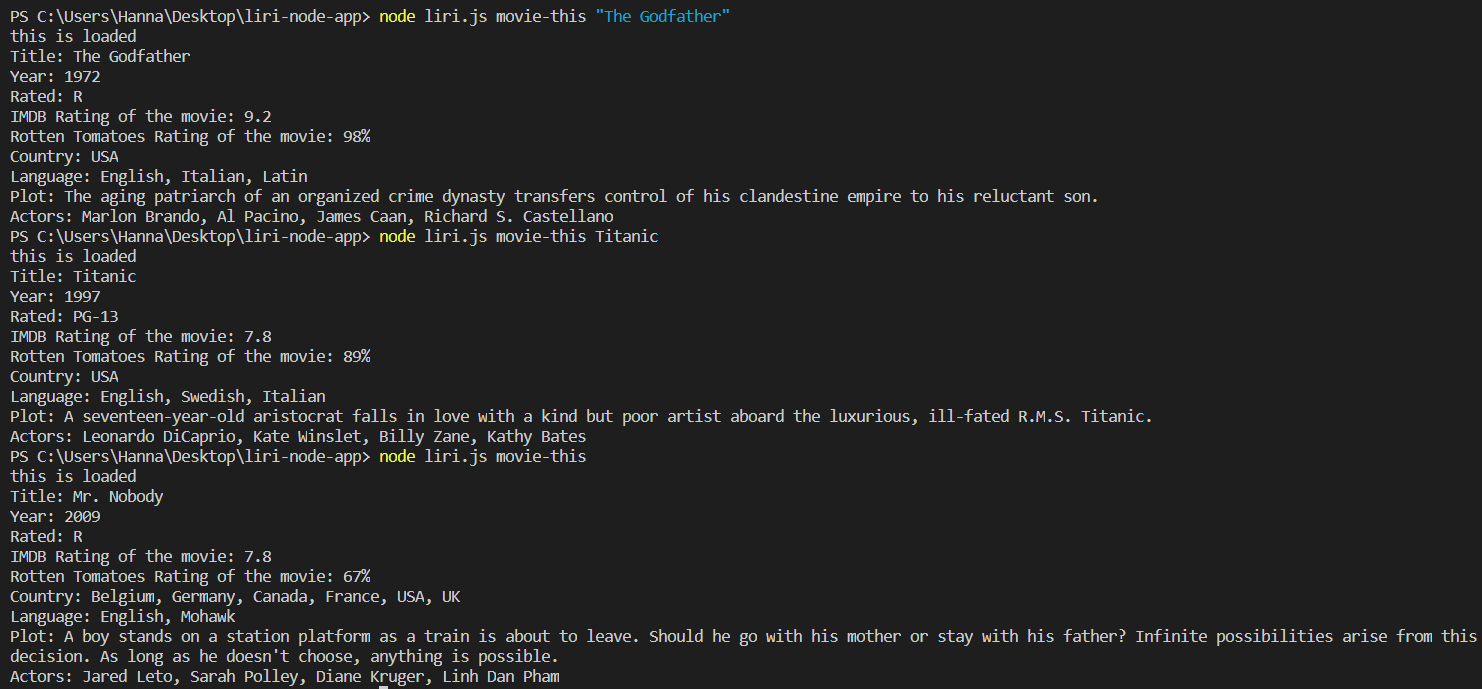 PS C:\Users\Hanna\Desktop\liri-node-app> node liri.js movie-this "The Godfather"
this is loaded
Title: The Godfather
Year: 1972
Rated: R
IMDB Rating of the movie: 9.2
Rotten Tomatoes Rating of the movie: 98%
Country: USA
Language: English, Italian, Latin
Plot: The aging patriarch of an organized crime dynasty transfers control of his clandestine empire to his reluctant son.
Actors: Marlon Brando, Al Pacino, James Caan, Richard S. Castellano
PS C:\Users\Hanna\Desktop\liri-node-app> node liri.js movie-this Titanic
this is loaded
Title: Titanic
Year: 1997
Rated: PG-13
IMDB Rating of the movie: 7.8
Rotten Tomatoes Rating of the movie: 89%
Country: USA
Language: English, Swedish, Italian
Plot: A seventeen-year-old aristocrat falls in love with a kind but poor artist aboard the luxurious, ill-fated R.M.S. Titanic.
Actors: Leonardo DiCaprio, Kate Winslet, Billy Zane, Kathy Bates
PS C:\Users\Hanna\Desktop\liri-node-app> node liri.js movie-this
this is loaded
Title: Mr. Nobody
Year: 2009
Rated: R
IMDB Rating of the movie: 7.8
Rotten Tomatoes Rating of the movie: 67%
Country: Belgium, Germany, Canada, France, USA, UK
Language: English, Mohawk
Plot: A boy stands on a station platform as a train is about to leave. Should he go with his mother or stay with his father? Infinite possibilities arise from this
decision. As long as he doesn't choose, anything is possible.
Actors: Jared Leto, Sarah Polley, Diane Kruger, Linh Dan Pham